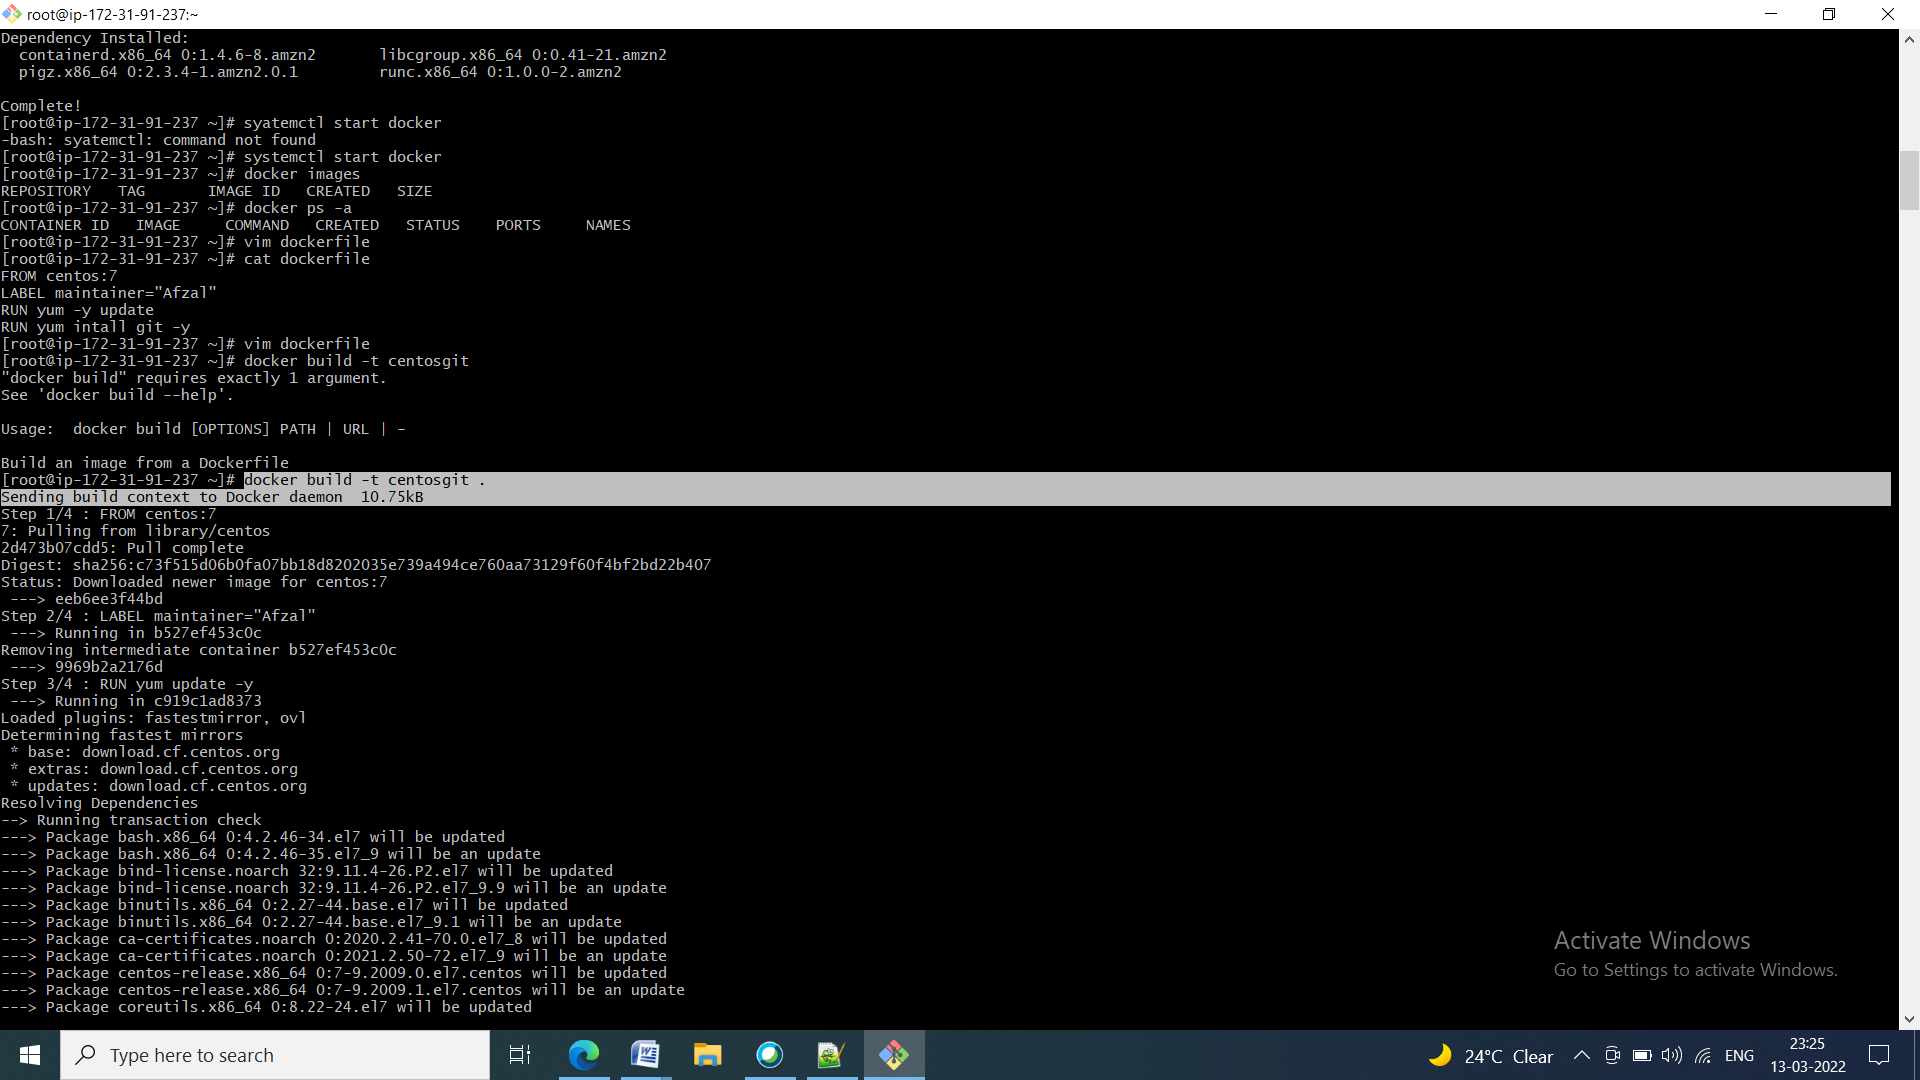 root@ip-172-31-91-237:~
Dependency Installed:
  containerd.x86_64 0:1.4.6-8.amzn2       libcgroup.x86_64 0:0.41-21.amzn2
  pigz.x86_64 0:2.3.4-1.amzn2.0.1         runc.x86_64 0:1.0.0-2.amzn2
Complete!
[root@ip-172-31-91-237 ~]# syatemctl start docker
-bash: syatemctl: command not found
[root@ip-172-31-91-237 ~]# systemctl start docker
[root@ip-172-31-91-237 ~]# docker images
REPOSITORY   TAG       IMAGE ID   CREATED   SIZE
[root@ip-172-31-91-237 ~]# docker ps -a
CONTAINER ID   IMAGE     COMMAND   CREATED   STATUS    PORTS     NAMES
[root@ip-172-31-91-237 ~]# vim dockerfile
[root@ip-172-31-91-237 ~]# cat dockerfile
FROM centos:7
LABEL maintainer="Afzal"
RUN yum -y update
RUN yum intall git -y
[root@ip-172-31-91-237 ~]# vim dockerfile
[root@ip-172-31-91-237 ~]# docker build -t centosgit
"docker build" requires exactly 1 argument.
See 'docker build --help'.
Usage:  docker build [OPTIONS] PATH | URL | -
Build an image from a Dockerfile
[root@ip-172-31-91-237 ~]# docker build -t centosgit .
Sending build context to Docker daemon  10.75kB
Step 1/4 : FROM centos:7
7: Pulling from library/centos
2d473b07cdd5: Pull complete
Digest: sha256:c73f515d06b0fa07bb18d8202035e739a494ce760aa73129f60f4bf2bd22b407
Status: Downloaded newer image for centos:7
 ---> eeb6ee3f44bd
Step 2/4 : LABEL maintainer="Afzal"
 ---> Running in b527ef453c0c
Removing intermediate container b527ef453c0c
 ---> 9969b2a2176d
Step 3/4 : RUN yum update -y
 ---> Running in c919c1ad8373
Loaded plugins: fastestmirror, ovl
Determining fastest mirrors
 * base: download.cf.centos.org
 * extras: download.cf.centos.org
 * updates: download.cf.centos.org
Resolving Dependencies
--> Running transaction check
---> Package bash.x86_64 0:4.2.46-34.el7 will be updated
---> Package bash.x86_64 0:4.2.46-35.el7_9 will be an update
---> Package bind-license.noarch 32:9.11.4-26.P2.el7 will be updated
---> Package bind-license.noarch 32:9.11.4-26.P2.el7_9.9 will be an update
---> Package binutils.x86_64 0:2.27-44.base.el7 will be updated
---> Package binutils.x86_64 0:2.27-44.base.el7_9.1 will be an update
---> Package ca-certificates.noarch 0:2020.2.41-70.0.el7_8 will be updated
---> Package ca-certificates.noarch 0:2021.2.50-72.el7_9 will be an update
---> Package centos-release.x86_64 0:7-9.2009.0.el7.centos will be updated
---> Package centos-release.x86_64 0:7-9.2009.1.el7.centos will be an update
---> Package coreutils.x86_64 0:8.22-24.el7 will be updated
Activate Windows
Go to Settings to activate Windows.
Type here to search
24°C Clear
ENG
23:25
13-03-2022